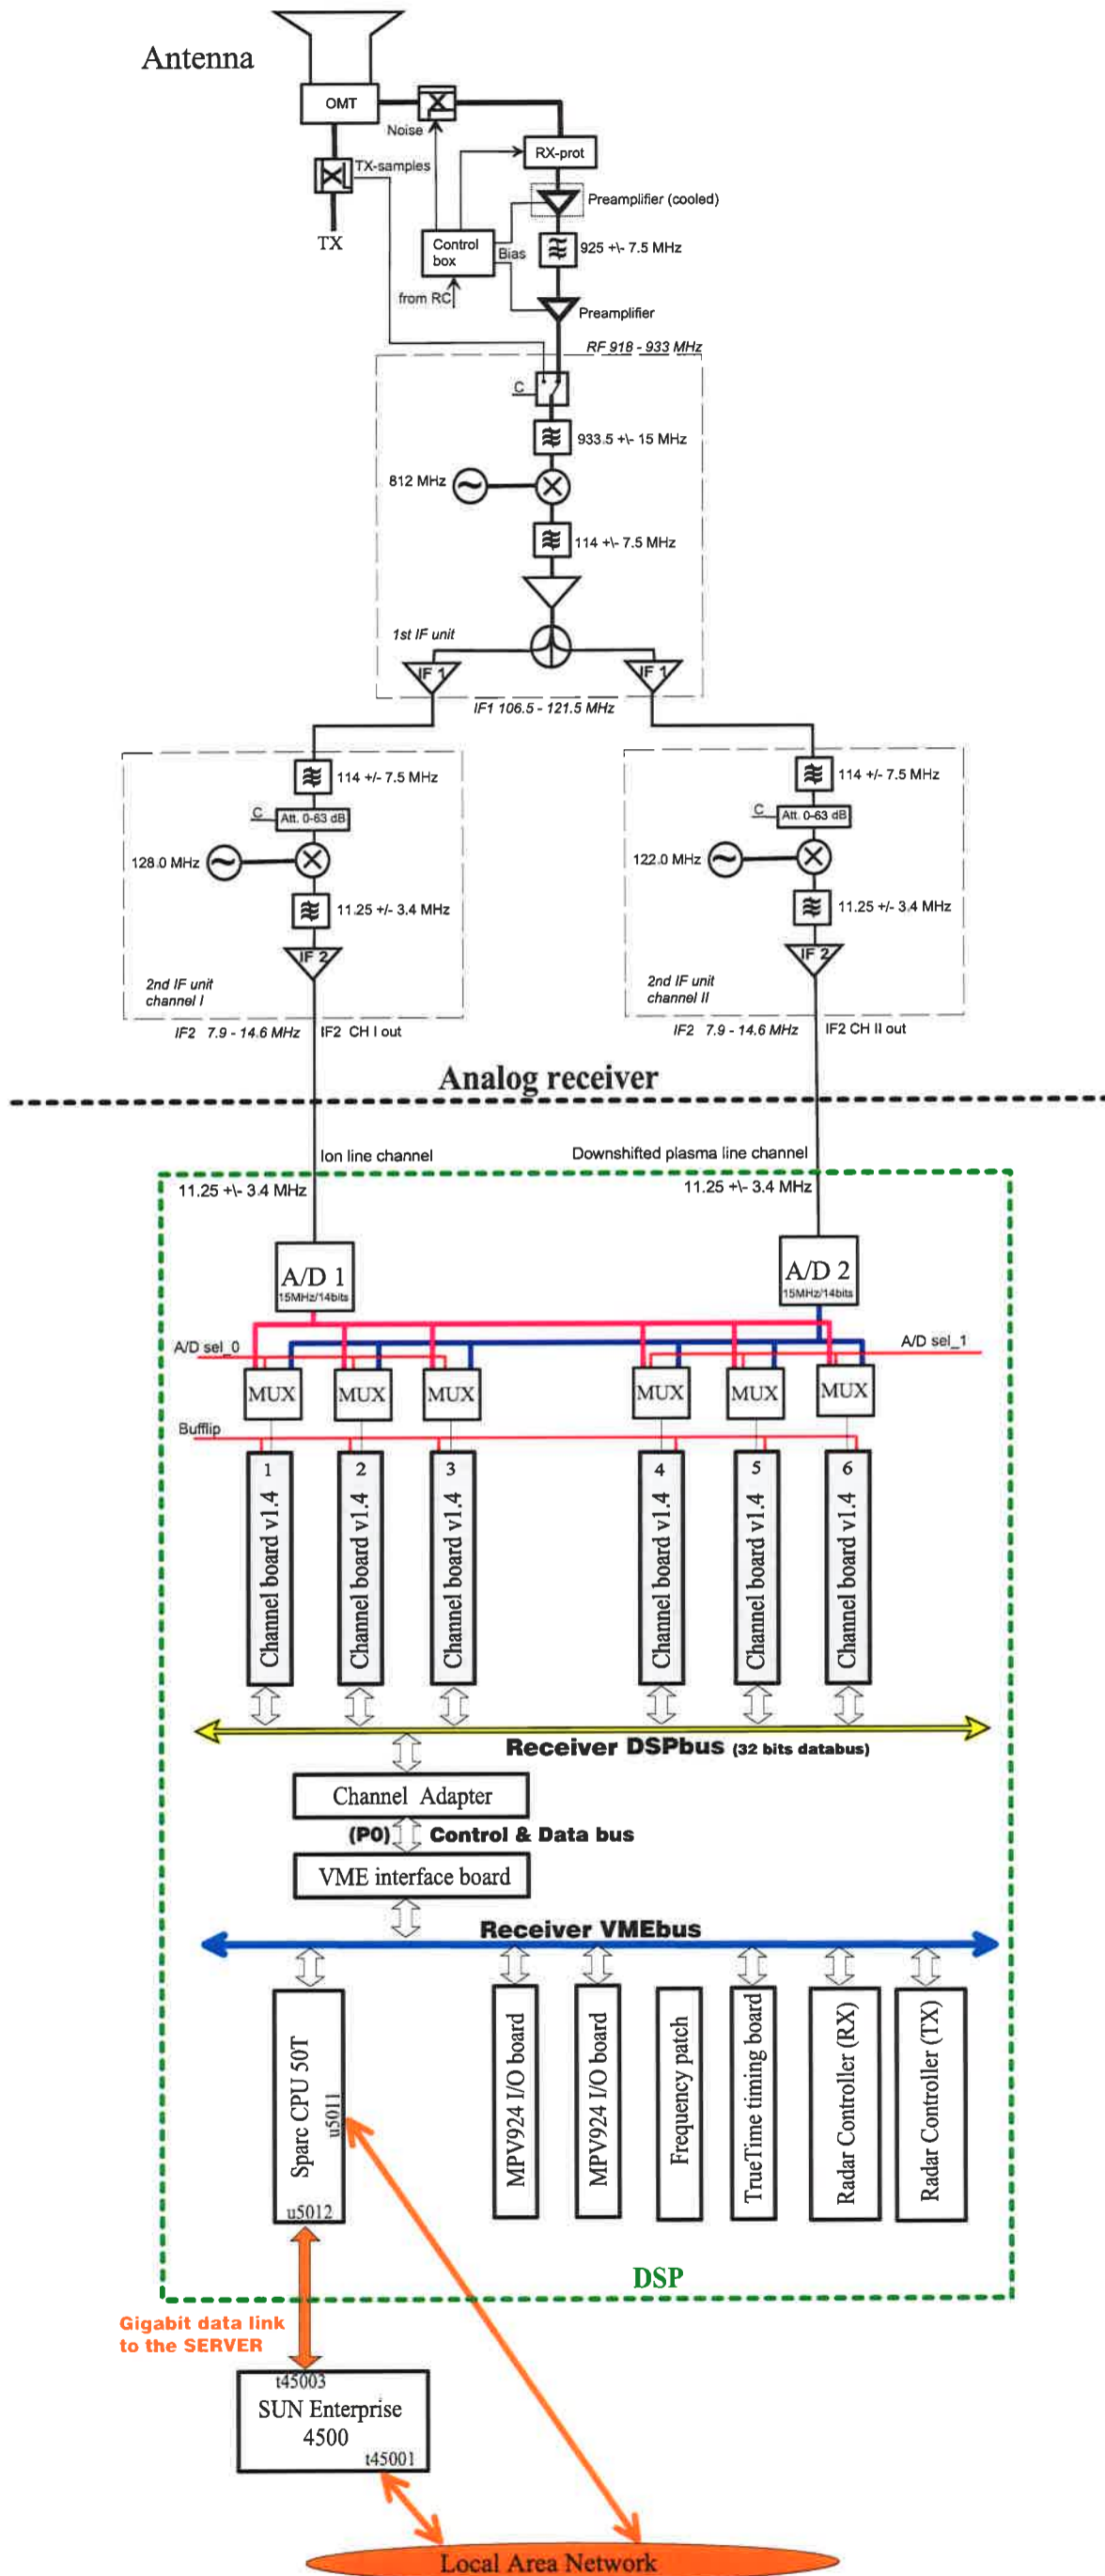 Antenna
OMT
Noise
TX-samples
RX-prot
TX
Preamplifier (cooled)
Control
box
Bias
925 +\- 7.5 MHz
from RC
Preamplifier
RF 918 - 933 MHz
C
933.5 +\- 15 MHz
812 MHz
114 +\- 7.5 MHz
1st IF unit
IF 1
IF 1
IF1 106.5 - 121.5 MHz
114 +/- 7.5 MHz
C
Att. 0-63 dB
128.0 MHz
11.25 +/- 3.4 MHz
IF 2
2nd IF unit
channel I
IF2 7.9 - 14.6 MHz
IF2 CH I out
114 +/- 7.5 MHz
C
Att. 0-63 dB
122.0 MHz
11.25 +/- 3.4 MHz
IF 2
2nd IF unit
channel II
IF2 7.9 - 14.6 MHz
IF2 CH II out
Analog receiver
Ion line channel
Downshifted plasma line channel
11.25 +\- 3.4 MHz
11.25 +\- 3.4 MHz
A/D 1
15MHz/14bits
A/D 2
15MHz/14bits
A/D sel_0
A/D sel_1
MUX
MUX
MUX
MUX
MUX
MUX
Bufflip
1
Channel board v1.4
2
Channel board v1.4
3
Channel board v1.4
4
Channel board v1.4
5
Channel board v1.4
6
Channel board v1.4
Receiver DSPbus (32 bits databus)
Channel Adapter
(P0) Control & Data bus
VME interface board
Receiver VMEbus
Sparc CPU 50T
u5011
u5012
MPV924 I/O board
MPV924 I/O board
Frequency patch
TrueTime timing board
Radar Controller (RX)
Radar Controller (TX)
DSP
Gigabit data link
to the SERVER
t45003
SUN Enterprise
4500
t45001
Local Area Network